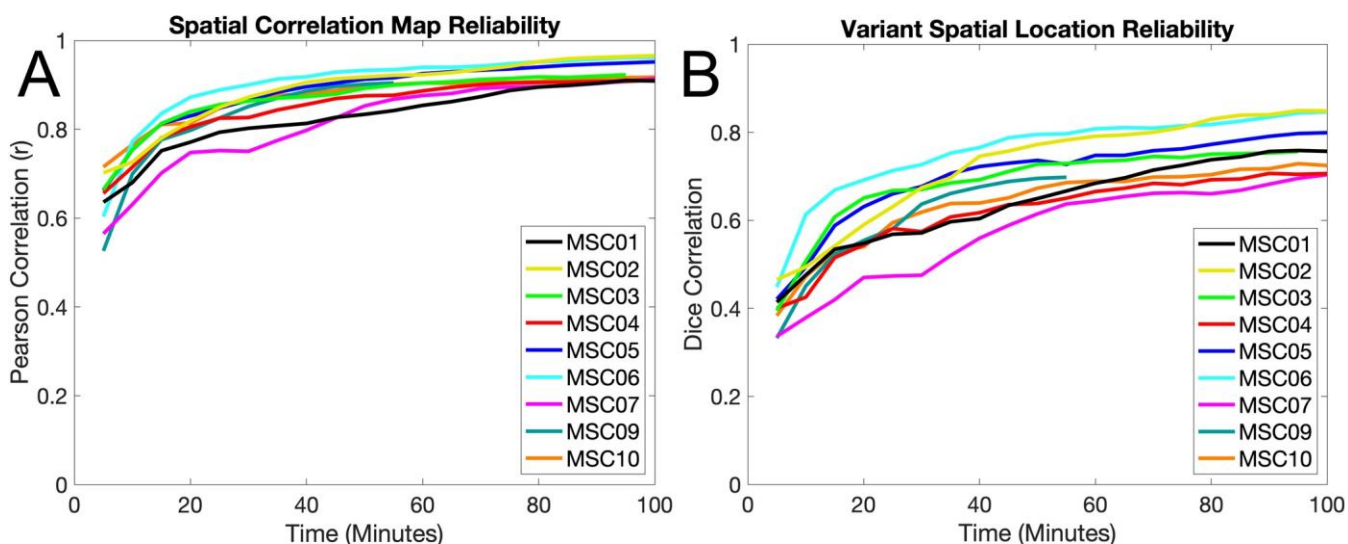 A
Spatial Correlation Map Reliability
Pearson Correlation (r)
1
0.8
0.6
0.4
0.2
0
20
40
60
80
100
Time (Minutes)
MSC01
MSC02
MSC03
MSC04
MSC05
MSC06
MSC07
MSC09
MSC10
B
Variant Spatial Location Reliability
Dice Correlation
1
0.8
0.6
0.4
0.2
0
0
20
40
60
80
100
Time (Minutes)
MSC01
MSC02
MSC03
MSC04
MSC05
MSC06
MSC07
MSC09
MSC10